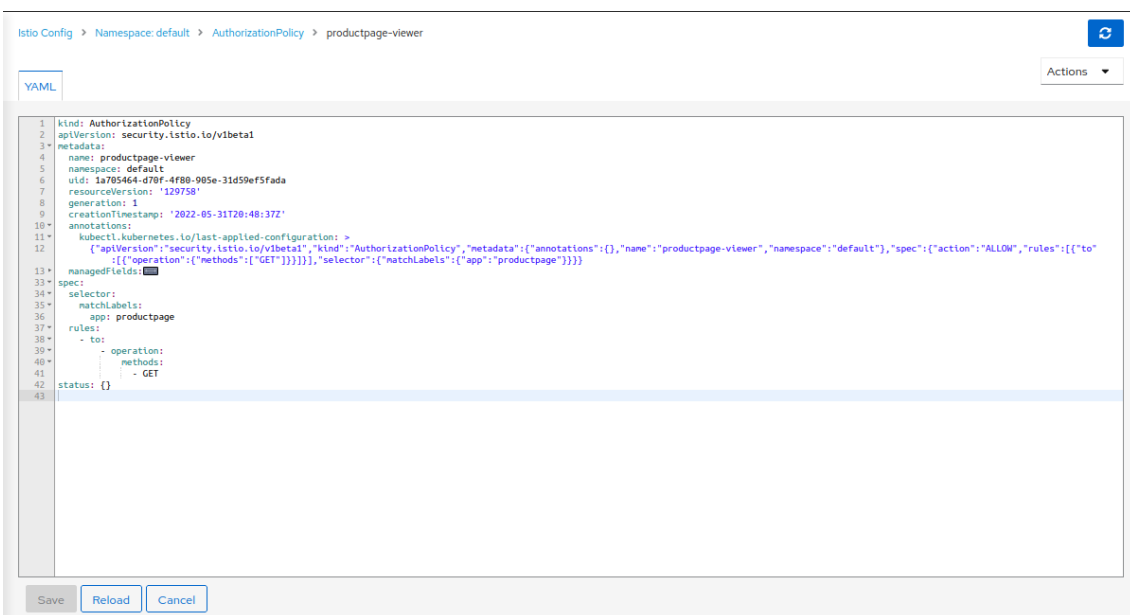 Istio Config > Namespace: default > AuthorizationPolicy > productpage-viewer
Actions
YAML
1 kind: AuthorizationPolicy
2 apiVersion: security.istio.io/v1beta1
3 metadata:
4 name: productpage-viewer
5 namespace: default
6 uid: 1a705464-d70f-4f80-905e-31d59ef5fada
7 resourceVersion: '129758'
8 generation: 1
9 creationTimestamp: '2022-05-31T20:48:37Z'
10 annotations:
11 kubectl.kubernetes.io/last-applied-configuration: >
12 {"apiVersion":"security.istio.io/v1beta1","kind":"AuthorizationPolicy","metadata":{"annotations":{},"name":"productpage-viewer","namespace":"default"},"spec":{"action":"ALLOW","rules":[{"to"
:[{"operation":{"methods":["GET"]}}]}],"selector":{"matchLabels":{"app":"productpage"}}}}
13 managedFields:
33 spec:
34 selector:
35 matchLabels:
36 app: productpage
37 rules:
38 - to:
39 - operation:
40 methods:
41 - GET
42 status: {}
43
Save Reload Cancel